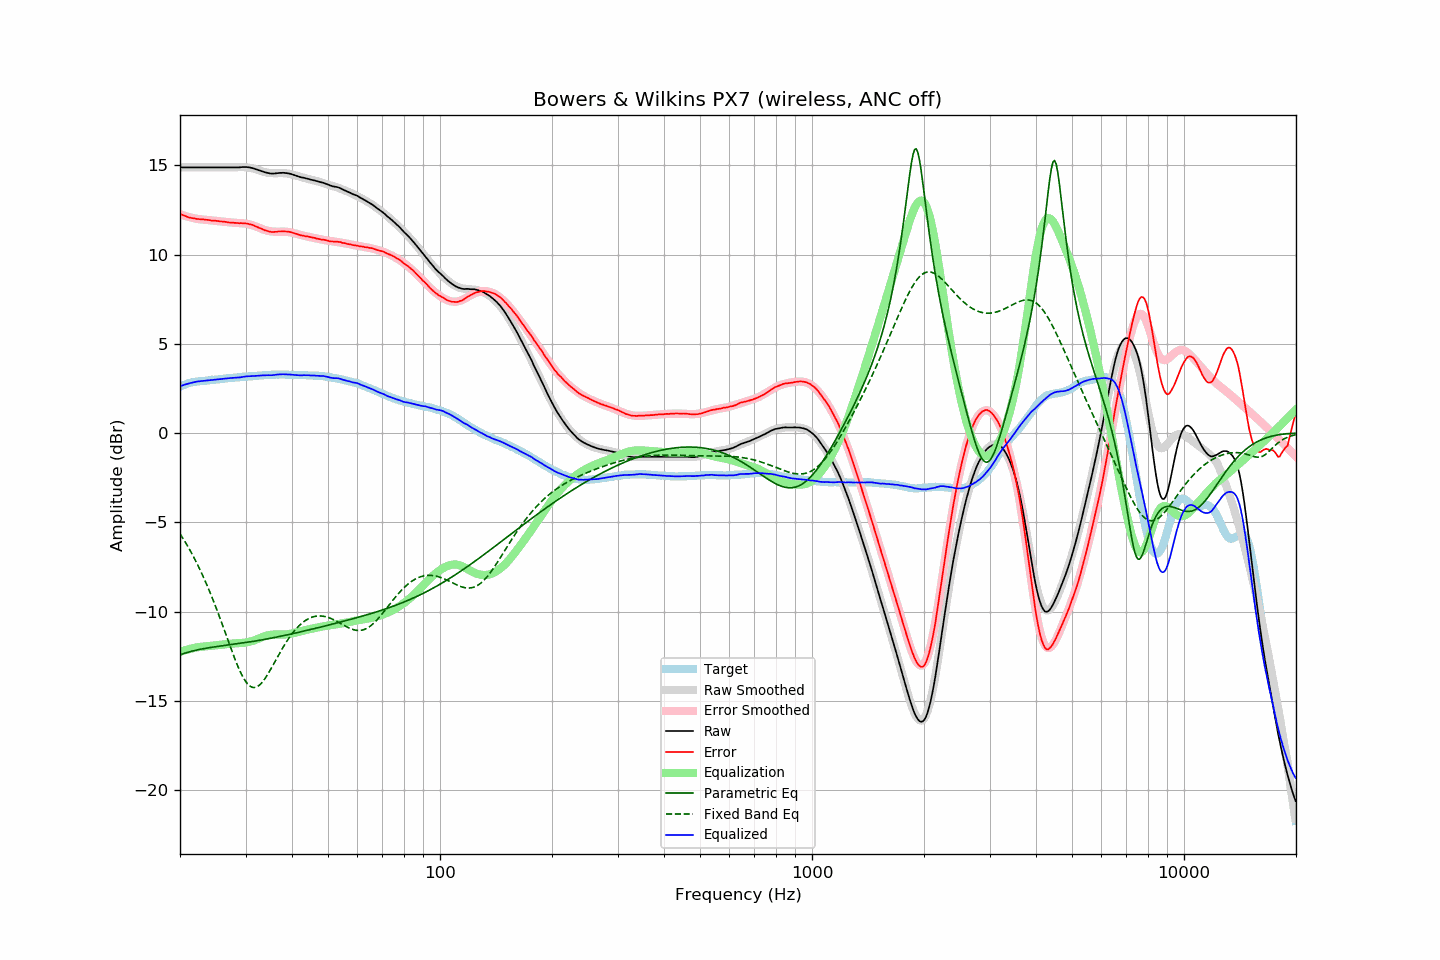 Bowers & Wilkins PX7 (wireless, ANC off)
Amplitude (dBr)
15
10
5
0
−5
−10
−15
−20
Target
Raw Smoothed
Error Smoothed
Raw
Error
Equalization
Parametric Eq
Fixed Band Eq
Equalized
100
1000
10000
Frequency (Hz)